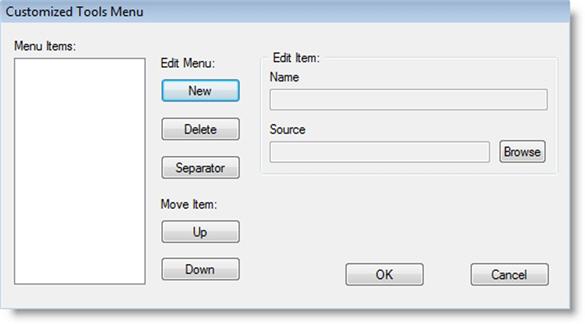 Customized Tools Menu
Menu Items:
Edit Menu:
New
Delete
Separator
Move Item:
Up
Down
Edit Item:
Name
Source
Browse
OK
Cancel